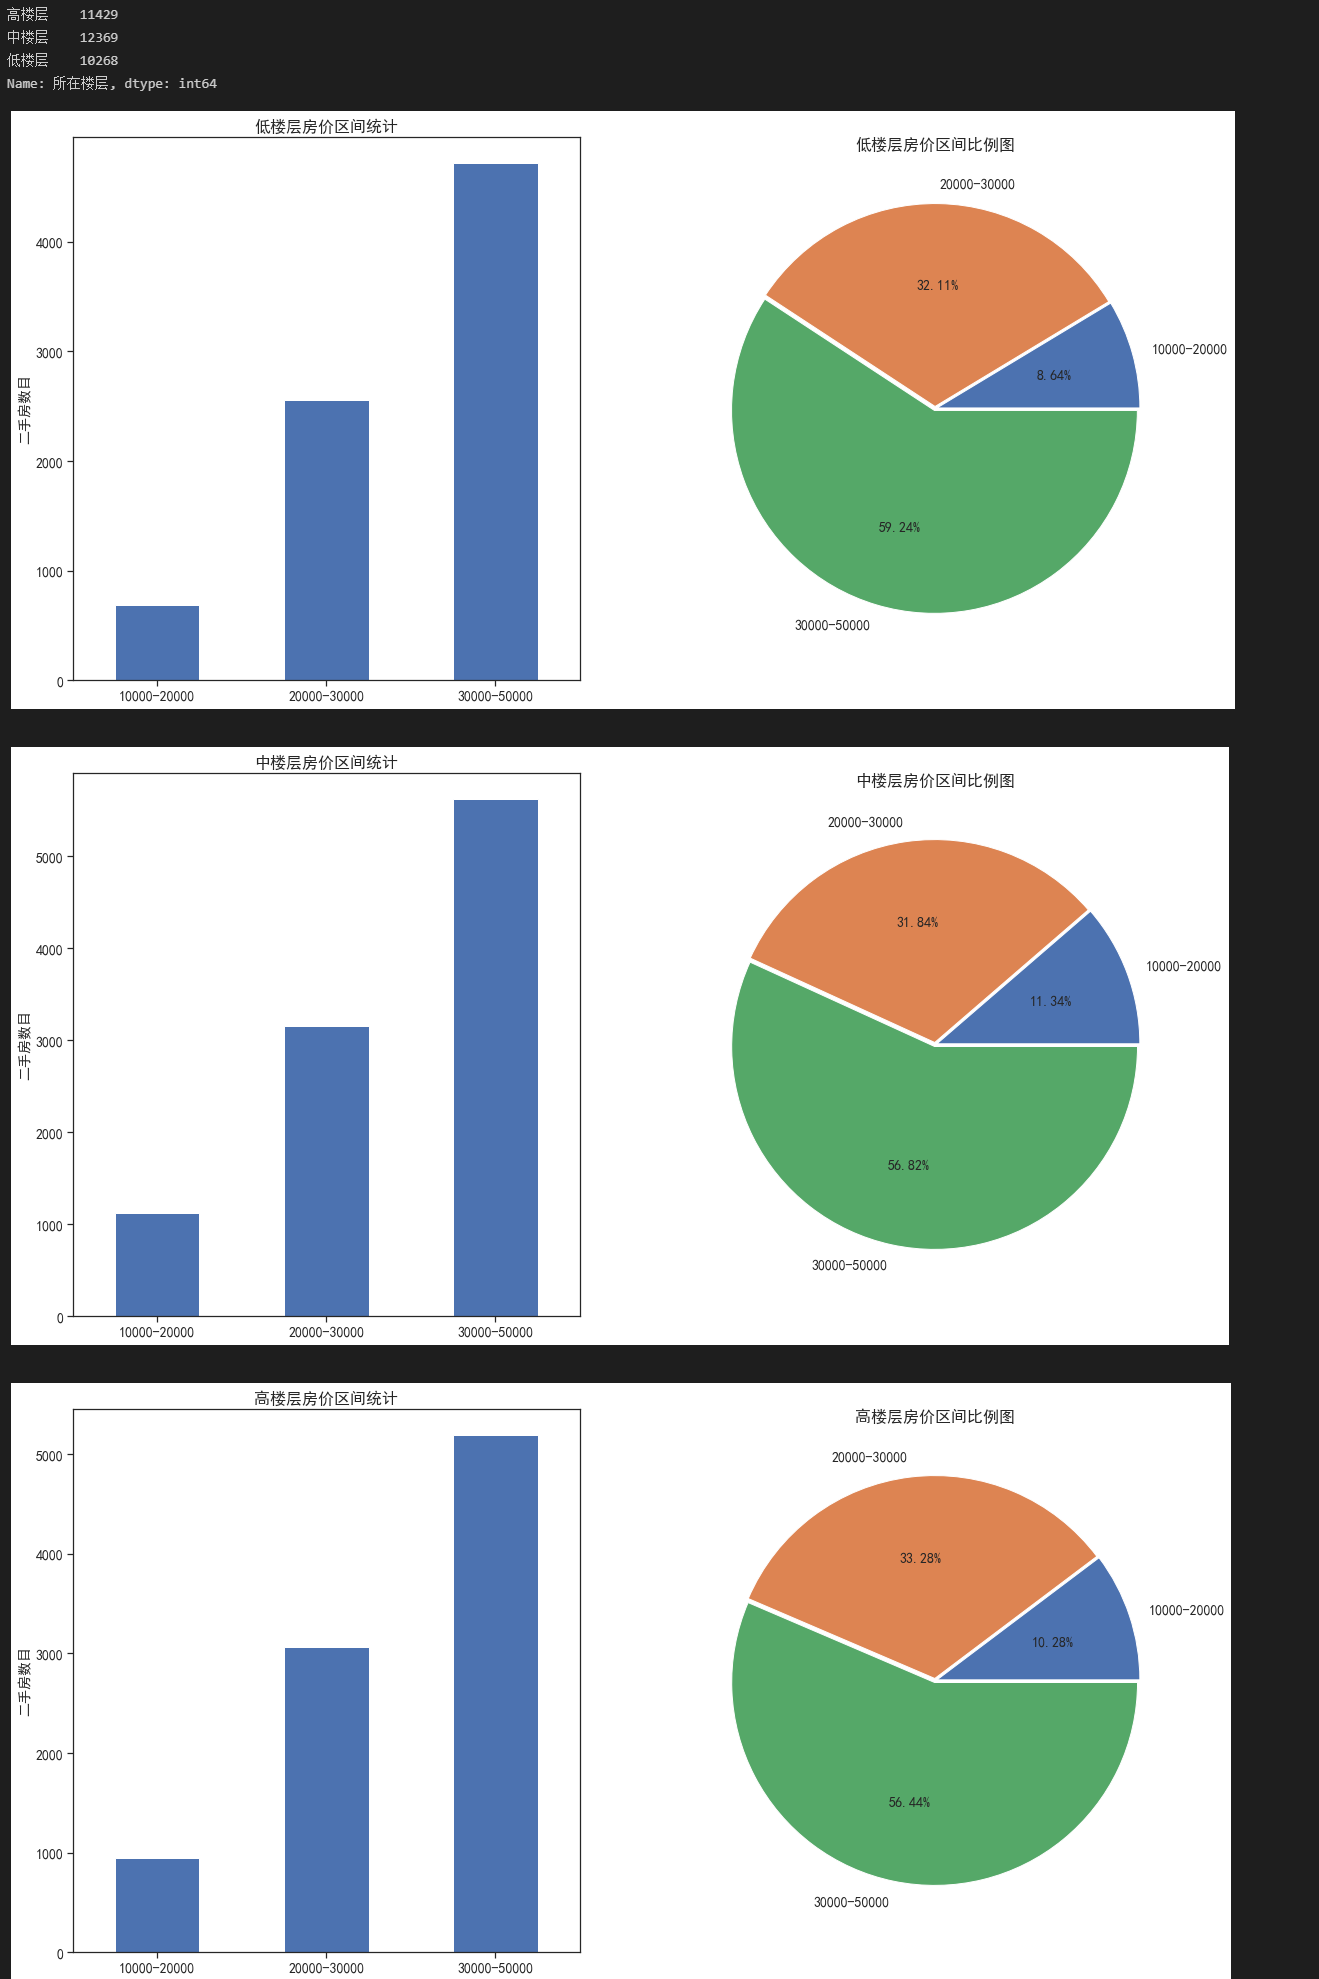 高楼层    11429
中楼层    12369
低楼层    10268
Name: 所在楼层, dtype: int64
低楼层房价区间统计
二手房数目
4000
3000
2000
1000
0
10000-20000 20000-30000 30000-50000
低楼层房价区间比例图
20000-30000
32.11%
10000-20000
8.64%
59.24%
30000-50000
中楼层房价区间统计
二手房数目
5000
4000
3000
2000
1000
0
10000-20000 20000-30000 30000-50000
中楼层房价区间比例图
20000-30000
31.84%
10000-20000
11.34%
56.82%
30000-50000
高楼层房价区间统计
二手房数目
5000
4000
3000
2000
1000
0
10000-20000 20000-30000 30000-50000
高楼层房价区间比例图
20000-30000
33.28%
10000-20000
10.28%
56.44%
30000-50000